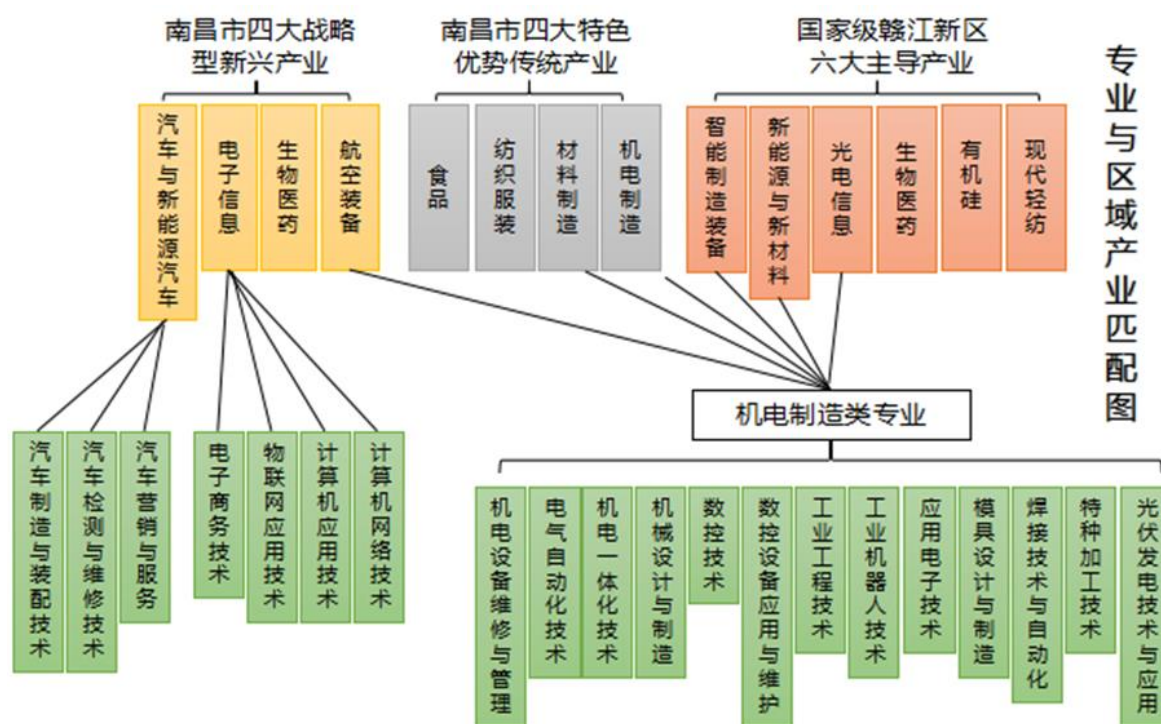 南昌市四大战略
型新兴产业
南昌市四大特色
优势传统产业
国家级赣江新区
六大主导产业
专业与区域产业匹配图
汽车与新能源汽车
电子信息
生物医药
航空装备
食品
纺织服装
材料制造
机电制造
智能制造装备
新能源与新材料
光电信息
生物医药
有机硅
现代轻纺
机电制造类专业
汽车制造与装配技术
汽车检测与维修技术
汽车营销与服务
电子商务技术
物联网应用技术
计算机应用技术
计算机网络技术
机电设备维修与管理
电气自动化技术
机电一体化技术
机械设计与制造
数控技术
数控设备应用与维护
工业工程技术
工业机器人技术
应用电子技术
模具设计与制造
焊接技术与自动化
特种加工技术
光伏发电技术与应用